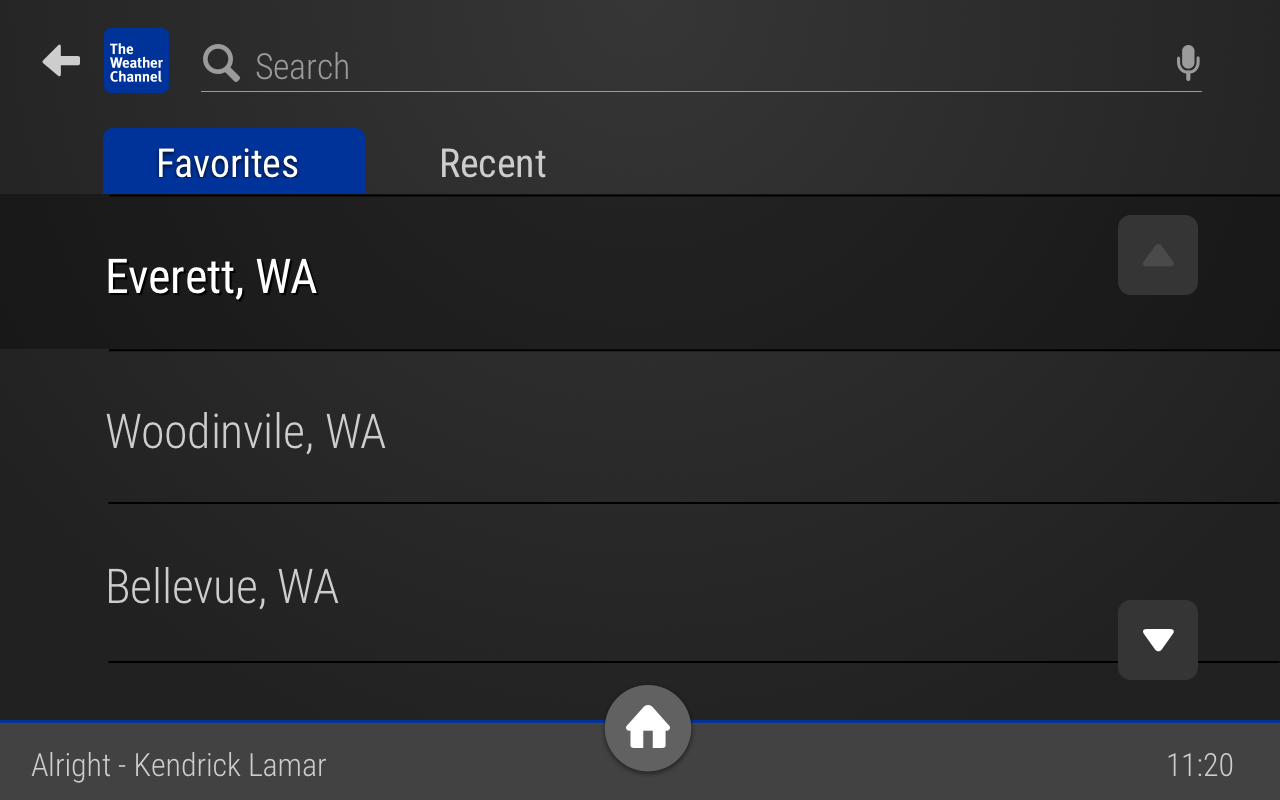 The
Weather
Channel
Search
Favorites
Recent
Everett, WA
Woodinvile, WA
Bellevue, WA
Alright - Kendrick Lamar
11:20